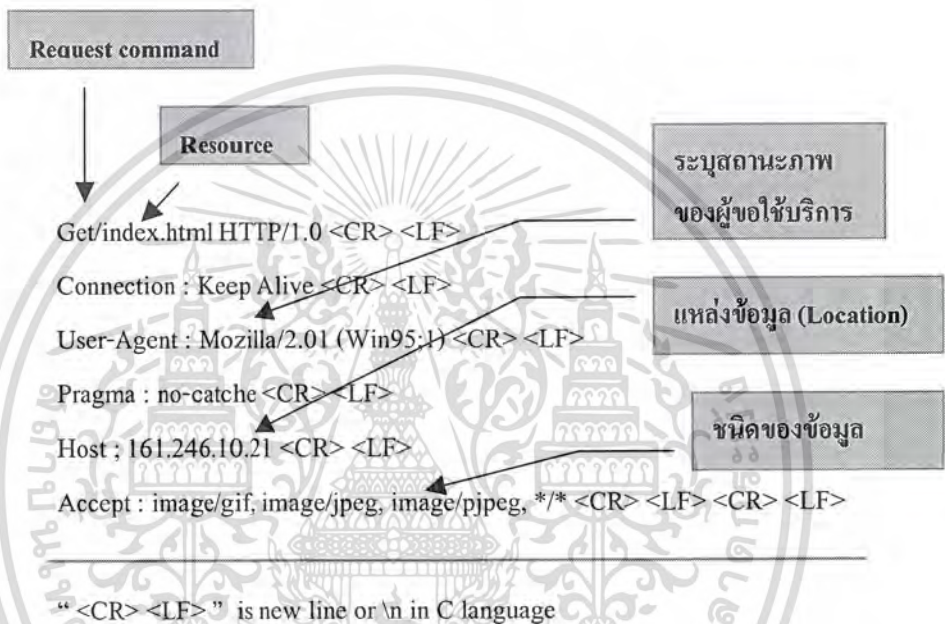 Request command
Resource
ระบุสถานะภาพ
ของผู้ขอใช้บริการ
Get/index.html HTTP/1.0 <CR> <LF>
Connection : Keep Alive <CR> <LF>
แหล่งข้อมูล (Location)
User-Agent : Mozilla/2.01 (Win95; I) <CR> <LF>
Pragma : no-catche <CR> <LF>
ชนิดของข้อมูล
Host ; 161.246.10.21 <CR> <LF>
Accept : image/gif, image/jpeg, image/pjpeg, */* <CR> <LF> <CR> <LF>
“ <CR> <LF> ” is new line or \n in C language